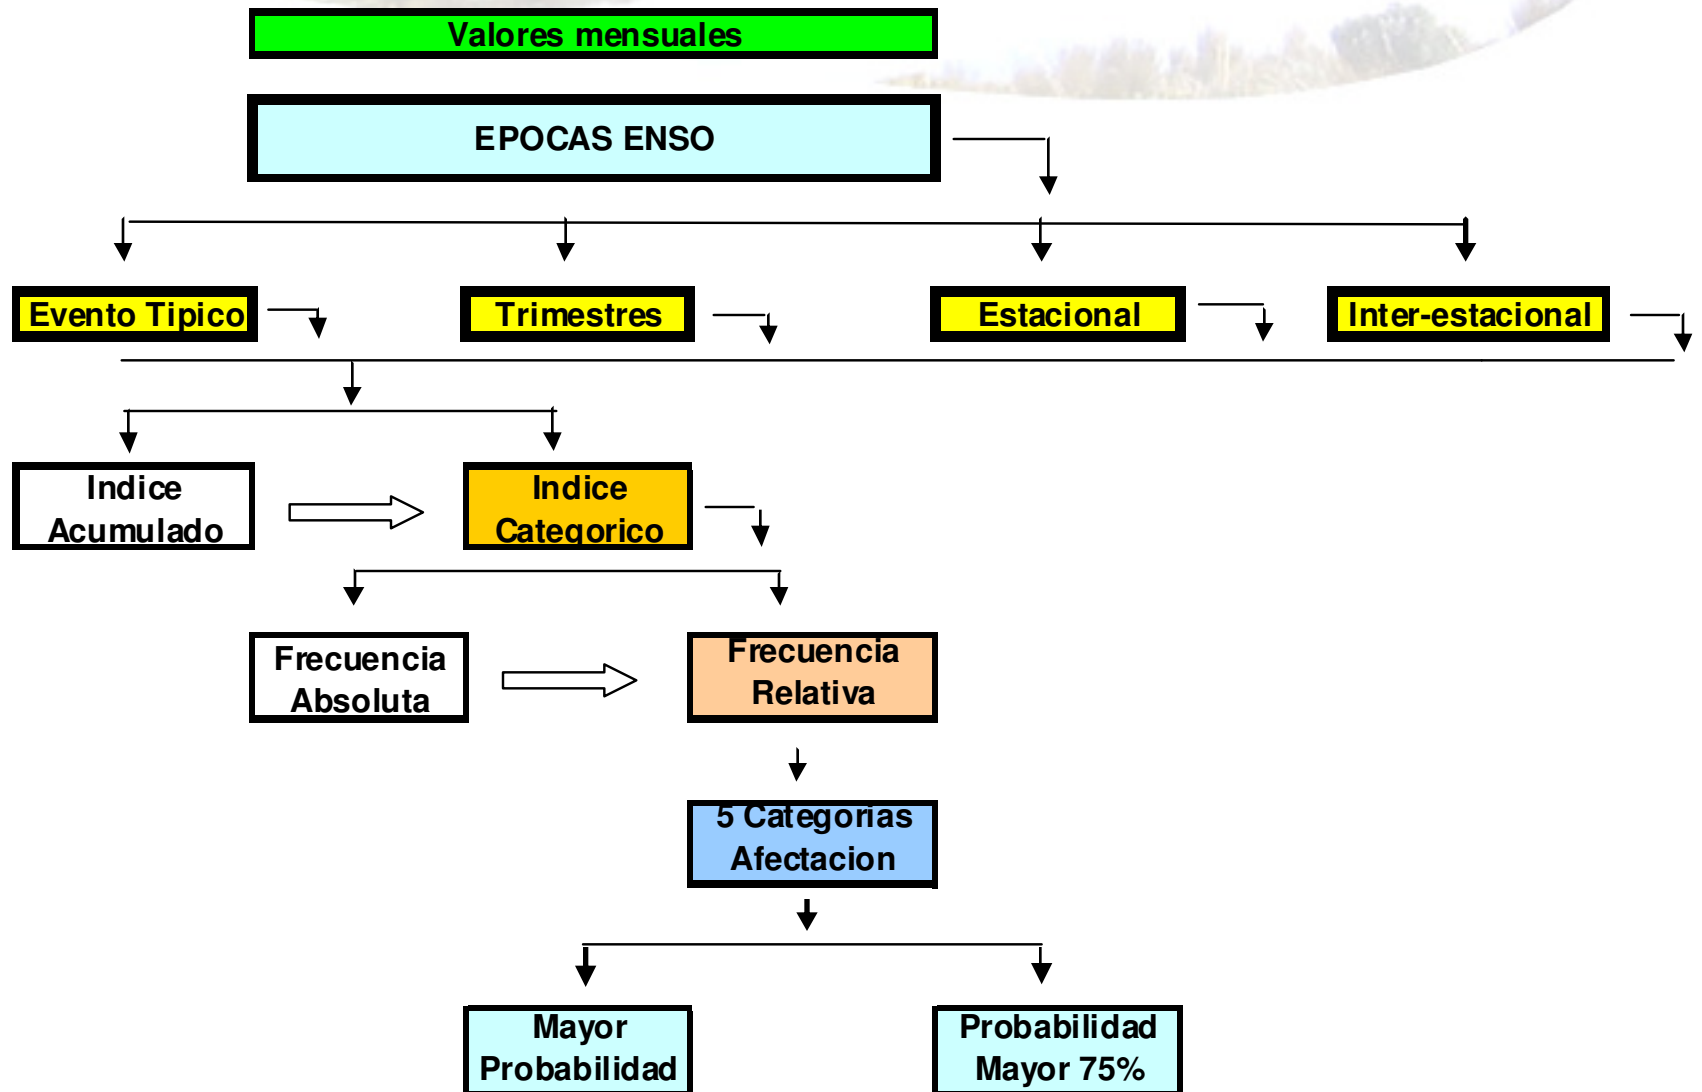 Valores mensuales
EPOCAS ENSO
Evento Tipico
Trimestres
Estacional
Inter-estacional
Indice
Acumulado
Indice
Categorico
Frecuencia
Absoluta
Frecuencia
Relativa
5 Categorias
Afectacion
Mayor
Probabilidad
Probabilidad
Mayor 75%